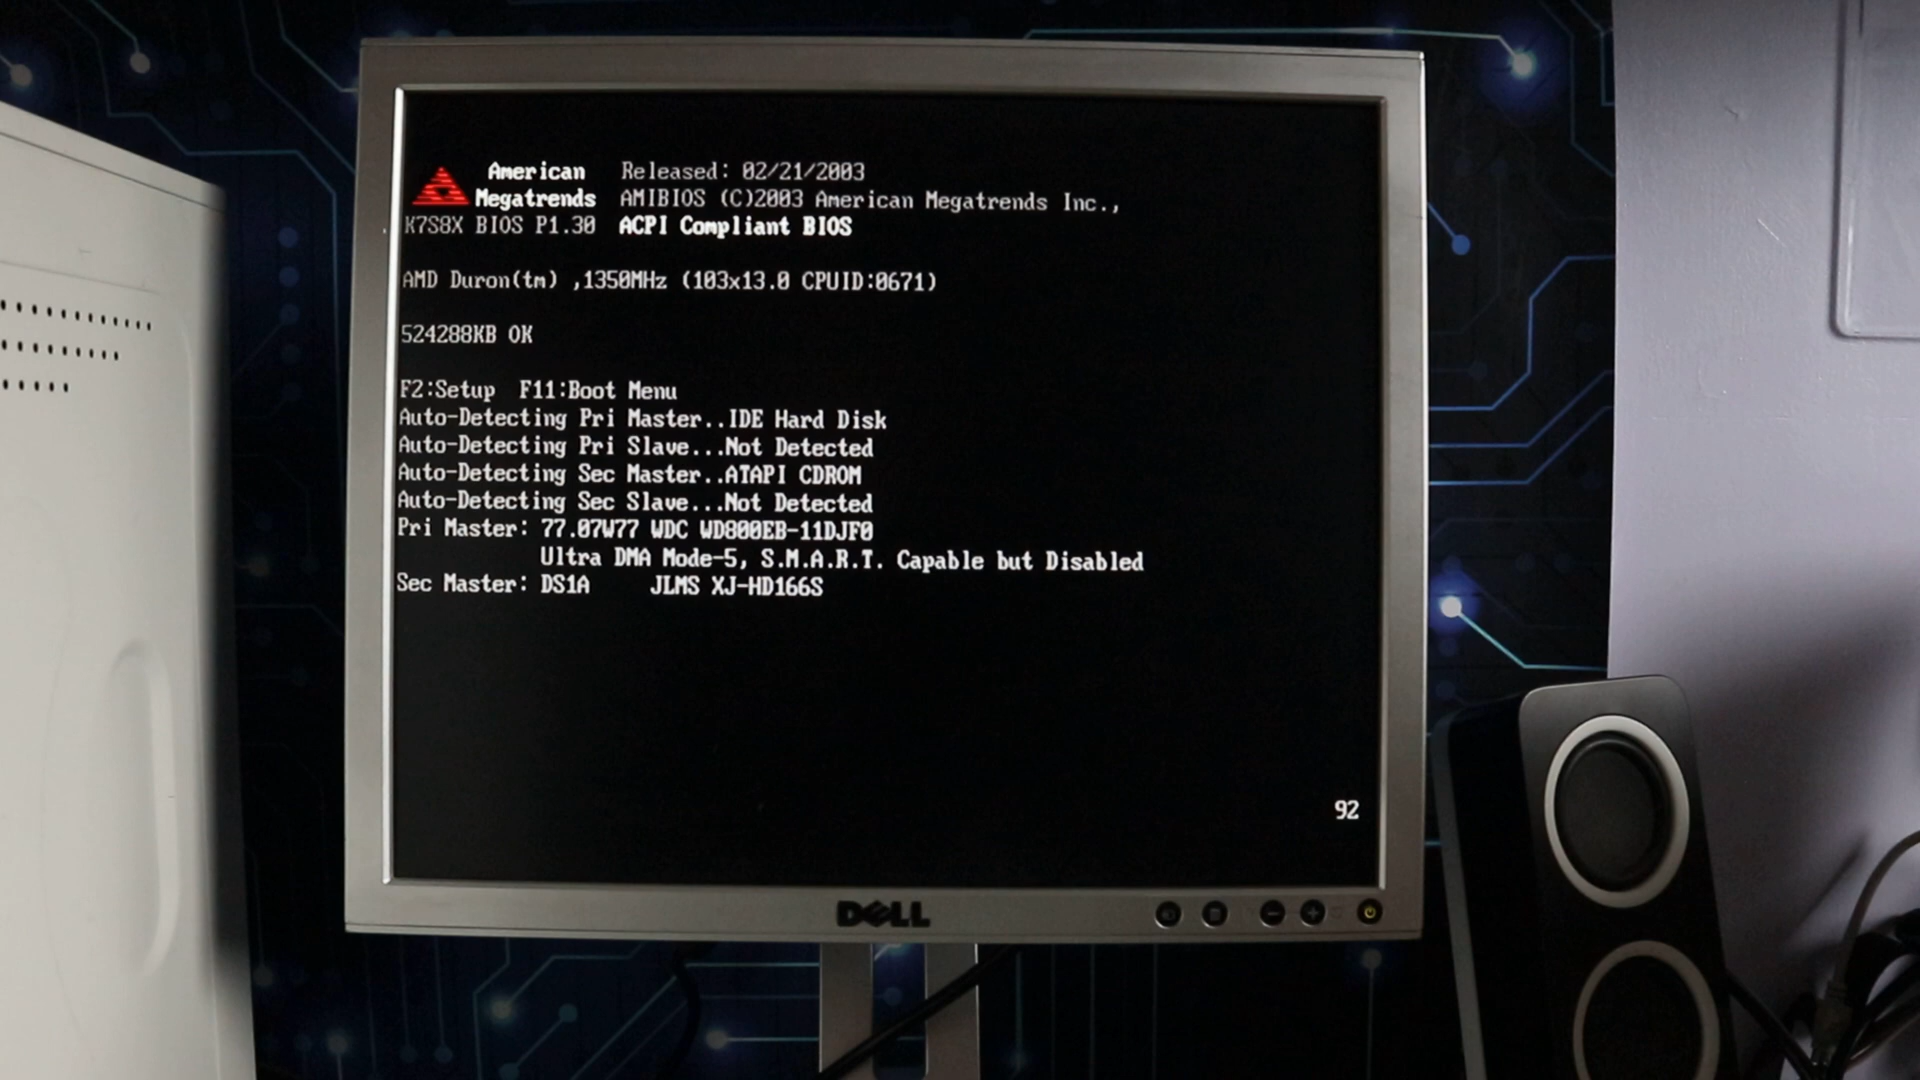 American Released: 02/21/2003
Megatrends AMIBIOS (C)2003 American Megatrends Inc.,
K7S8X BIOS P1.30 ACPI Compliant BIOS
AMD Duron(tm) ,1350MHz (103x13.0 CPUID:0671)
524288KB OK
F2:Setup F11:Boot Menu
Auto-Detecting Pri Master..IDE Hard Disk
Auto-Detecting Pri Slave...Not Detected
Auto-Detecting Sec Master..ATAPI CDROM
Auto-Detecting Sec Slave...Not Detected
Pri Master: 77.07W77 WDC WD800EB-11DJF0
Ultra DMA Mode-5, S.M.A.R.T. Capable but Disabled
Sec Master: DS1A JLMS XJ-HD166S
92
DELL